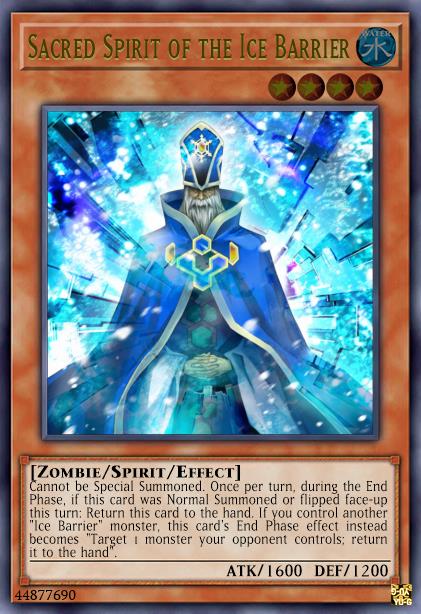 SACRED SPIRIT OF THE ICE BARRIER
WATER
水
[ZOMBIE/SPIRIT/EFFECT]
Cannot be Special Summoned. Once per turn, during the End
Phase, if this card was Normal Summoned or flipped face-up
this turn: Return this card to the hand. If you control another
"Ice Barrier" monster, this card's End Phase effect instead
becomes "Target 1 monster your opponent controls; return
it to the hand".
ATK/1600 DEF/1200
44877690